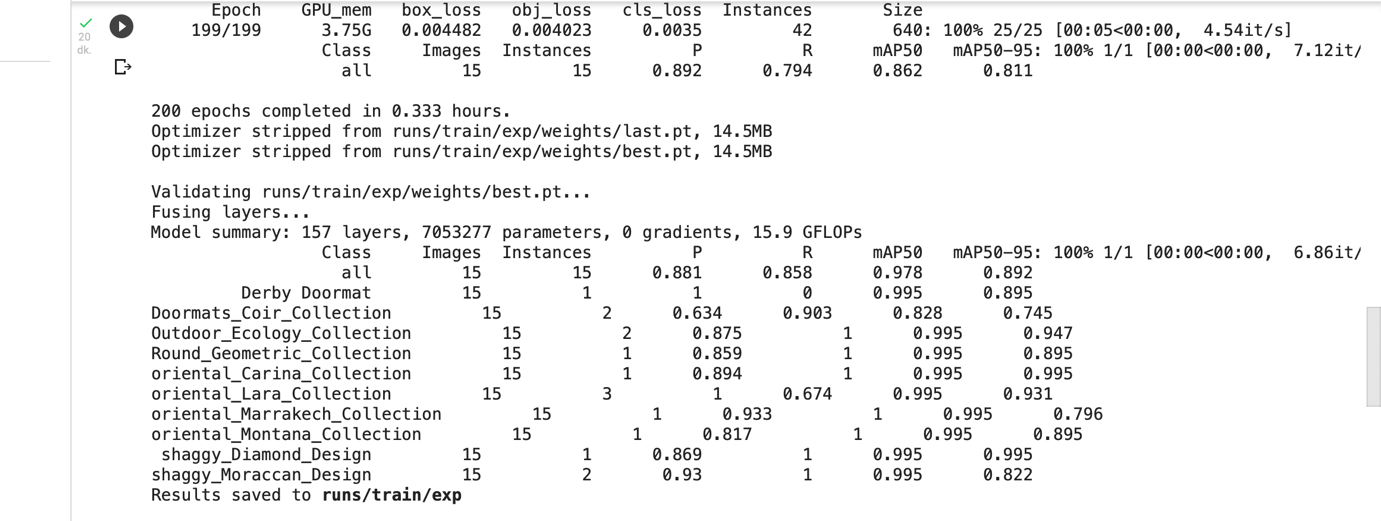 Epoch GPU_mem box_loss obj_loss cls_loss Instances Size
199/199 3.75G 0.004482 0.004023 0.0035 42 640: 100% 25/25 [00:05<00:00, 4.54it/s]
Class Images Instances P R mAP50 mAP50-95: 100% 1/1 [00:00<00:00, 7.12it/
all 15 15 0.892 0.794 0.862 0.811
20
dk.
200 epochs completed in 0.333 hours.
Optimizer stripped from runs/train/exp/weights/last.pt, 14.5MB
Optimizer stripped from runs/train/exp/weights/best.pt, 14.5MB
Validating runs/train/exp/weights/best.pt...
Fusing layers...
Model summary: 157 layers, 7053277 parameters, 0 gradients, 15.9 GFLOPs
Class Images Instances P R mAP50 mAP50-95: 100% 1/1 [00:00<00:00, 6.86it/
all 15 15 0.881 0.858 0.978 0.892
Derby Doormat 15 1 1 0 0.995 0.895
Doormats_Coir_Collection 15 2 0.634 0.903 0.828 0.745
Outdoor_Ecology_Collection 15 2 0.875 1 0.995 0.947
Round_Geometric_Collection 15 1 0.859 1 0.995 0.895
oriental_Carina_Collection 15 1 0.894 1 0.995 0.995
oriental_Lara_Collection 15 3 1 0.674 0.995 0.931
oriental_Marrakech_Collection 15 1 0.933 1 0.995 0.796
oriental_Montana_Collection 15 1 0.817 1 0.995 0.895
shaggy_Diamond_Design 15 1 0.869 1 0.995 0.995
shaggy_Moraccan_Design 15 2 0.93 1 0.995 0.822
Results saved to runs/train/exp